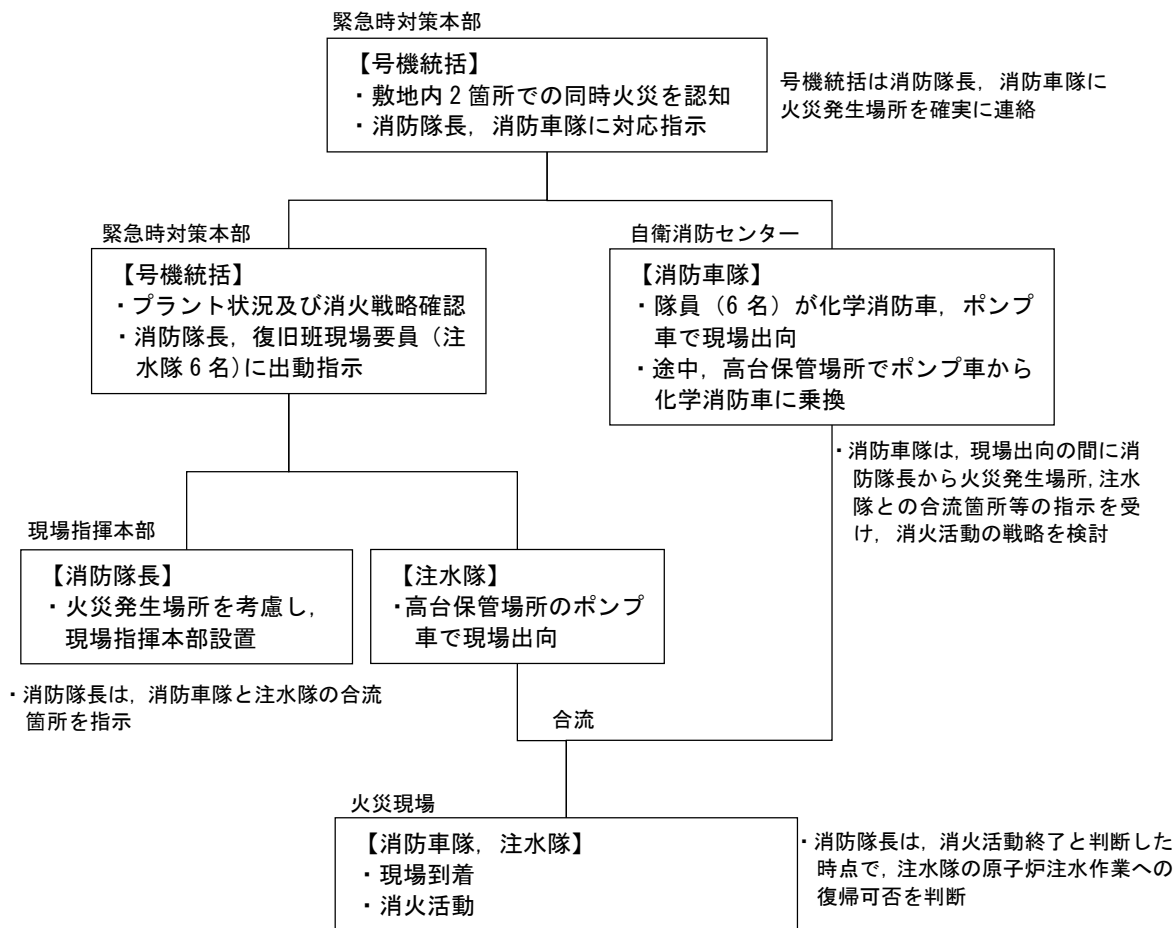 緊急時対策本部
【号機統括】
・敷地内2箇所での同時火災を認知
・消防隊長，消防車隊に対応指示
号機統括は消防隊長，消防車隊に
火災発生場所を確実に連絡
緊急時対策本部
【号機統括】
・プラント状況及び消火戦略確認
・消防隊長，復旧班現場要員（注
水隊6名）に出動指示
自衛消防センター
【消防車隊】
・隊員（6名）が化学消防車，ポンプ
車で現場出向
・途中，高台保管場所でポンプ車から
化学消防車に乗換
・消防車隊は，現場出向の間に消
防隊長から火災発生場所，注水
隊との合流箇所等の指示を受
け，消火活動の戦略を検討
現場指揮本部
【消防隊長】
・火災発生場所を考慮し，
現場指揮本部設置
【注水隊】
・高台保管場所のポンプ
車で現場出向
・消防隊長は，消防車隊と注水隊の合流
箇所を指示
合流
火災現場
【消防車隊，注水隊】
・現場到着
・消火活動
・消防隊長は，消火活動終了と判断した
時点で，注水隊の原子炉注水作業への
復帰可否を判断